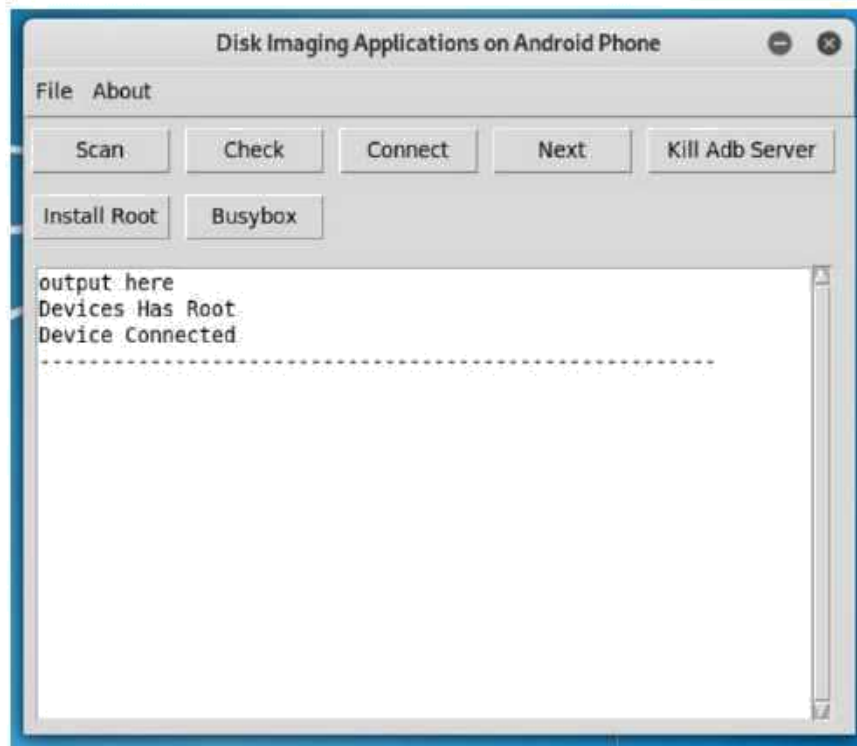 Disk Imaging Applications on Android Phone
File About
Scan Check Connect Next Kill Adb Server
Install Root Busybox
output here
Devices Has Root
Device Connected
-------------------------------------------------------